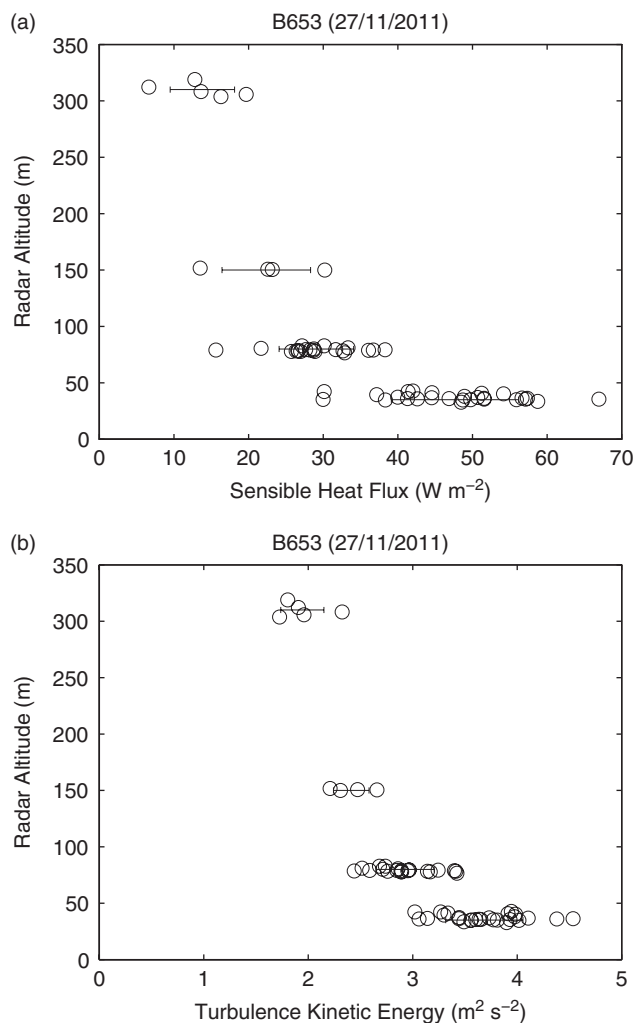 (a)
B653 (27/11/2011)
350
300
250
200
150
100
50
0
Radar Altitude (m)
0 10 20 30 40 50 60 70
Sensible Heat Flux (W m⁻²)
(b)
B653 (27/11/2011)
350
300
250
200
150
100
50
0
Radar Altitude (m)
0 1 2 3 4 5
Turbulence Kinetic Energy (m² s⁻²)